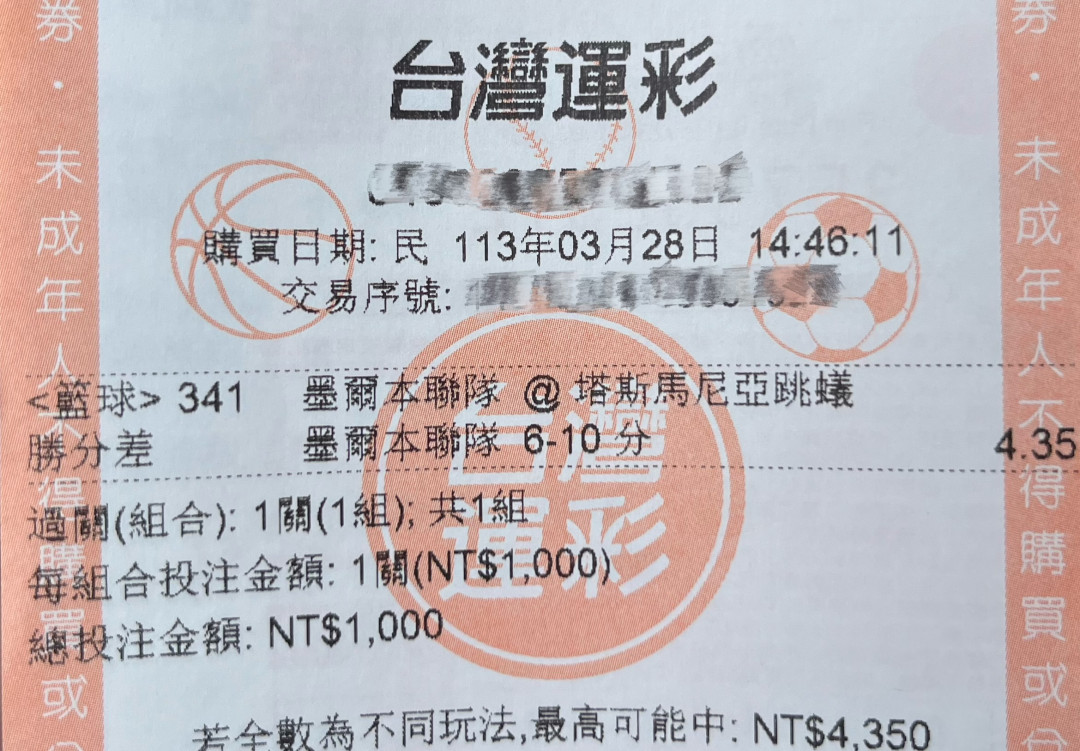 台灣運彩
購買日期: 民 113年03月28日 14:46:11
交易序號:
<籃球> 341 墨爾本聯隊 @ 塔斯馬尼亞跳蟻
勝分差 墨爾本聯隊 6-10 分 4.35
過關(組合): 1關(1組); 共1組
每組合投注金額: 1關(NT$1,000)
總投注金額: NT$1,000
若全數為不同玩法,最高可能中: NT$4,350
台灣
運彩
券・未成年人不得購買或
券・未成年人不得購買或